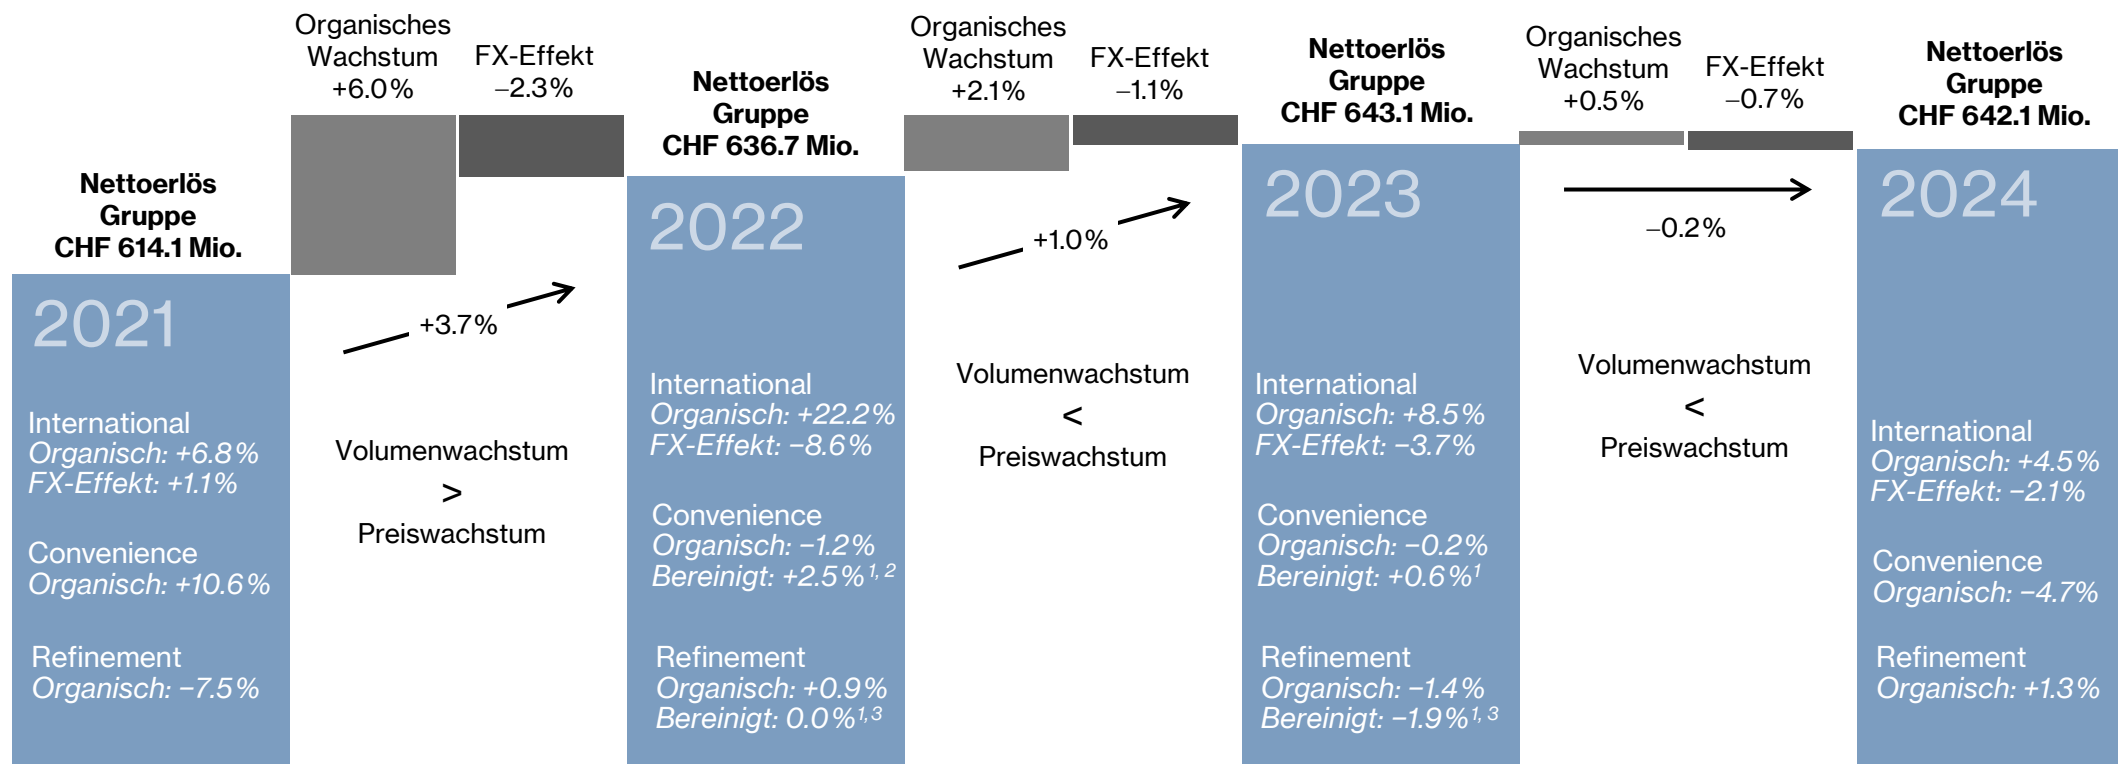 Nettoerlös
Gruppe
CHF 614.1 Mio.
2021
International
Organisch: +6.8%
FX-Effekt: +1.1%
Convenience
Organisch: +10.6%
Refinement
Organisch: −7.5%
Organisches
Wachstum
+6.0%
FX-Effekt
−2.3%
+3.7%
Volumenwachstum
>
Preiswachstum
Nettoerlös
Gruppe
CHF 636.7 Mio.
2022
International
Organisch: +22.2%
FX-Effekt: −8.6%
Convenience
Organisch: −1.2%
Bereinigt: +2.5%1, 2
Refinement
Organisch: +0.9%
Bereinigt: 0.0%1, 3
Organisches
Wachstum
+2.1%
FX-Effekt
−1.1%
+1.0%
Volumenwachstum
<
Preiswachstum
Nettoerlös
Gruppe
CHF 643.1 Mio.
2023
International
Organisch: +8.5%
FX-Effekt: −3.7%
Convenience
Organisch: −0.2%
Bereinigt: +0.6%1
Refinement
Organisch: −1.4%
Bereinigt: −1.9%1, 3
Organisches
Wachstum
+0.5%
FX-Effekt
−0.7%
−0.2%
Volumenwachstum
<
Preiswachstum
Nettoerlös
Gruppe
CHF 642.1 Mio.
2024
International
Organisch: +4.5%
FX-Effekt: −2.1%
Convenience
Organisch: −4.7%
Refinement
Organisch: +1.3%